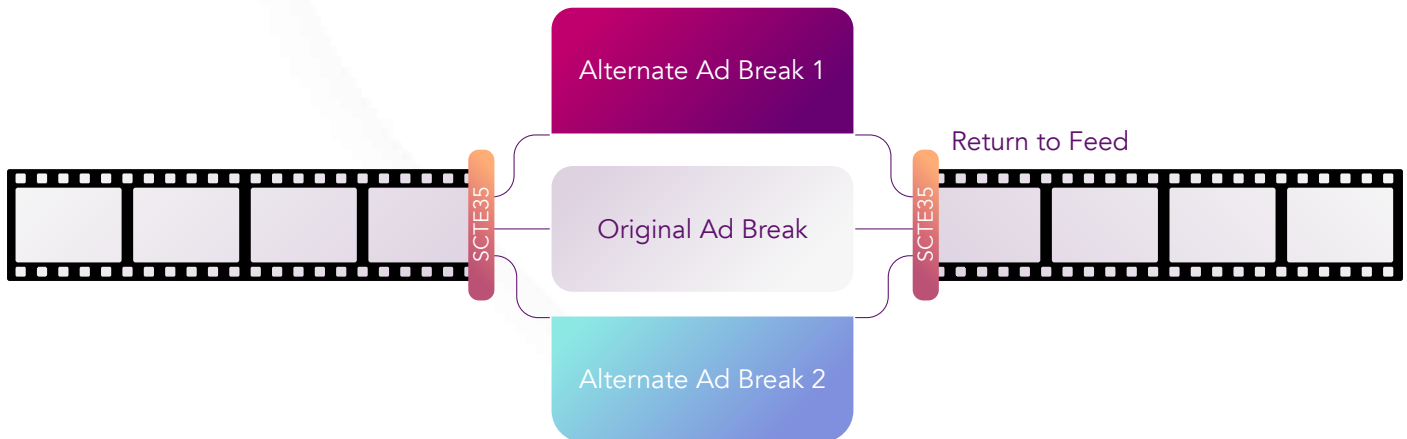 Alternate Ad Break 1
Return to Feed
SCTE35
Original Ad Break
SCTE35
Alternate Ad Break 2